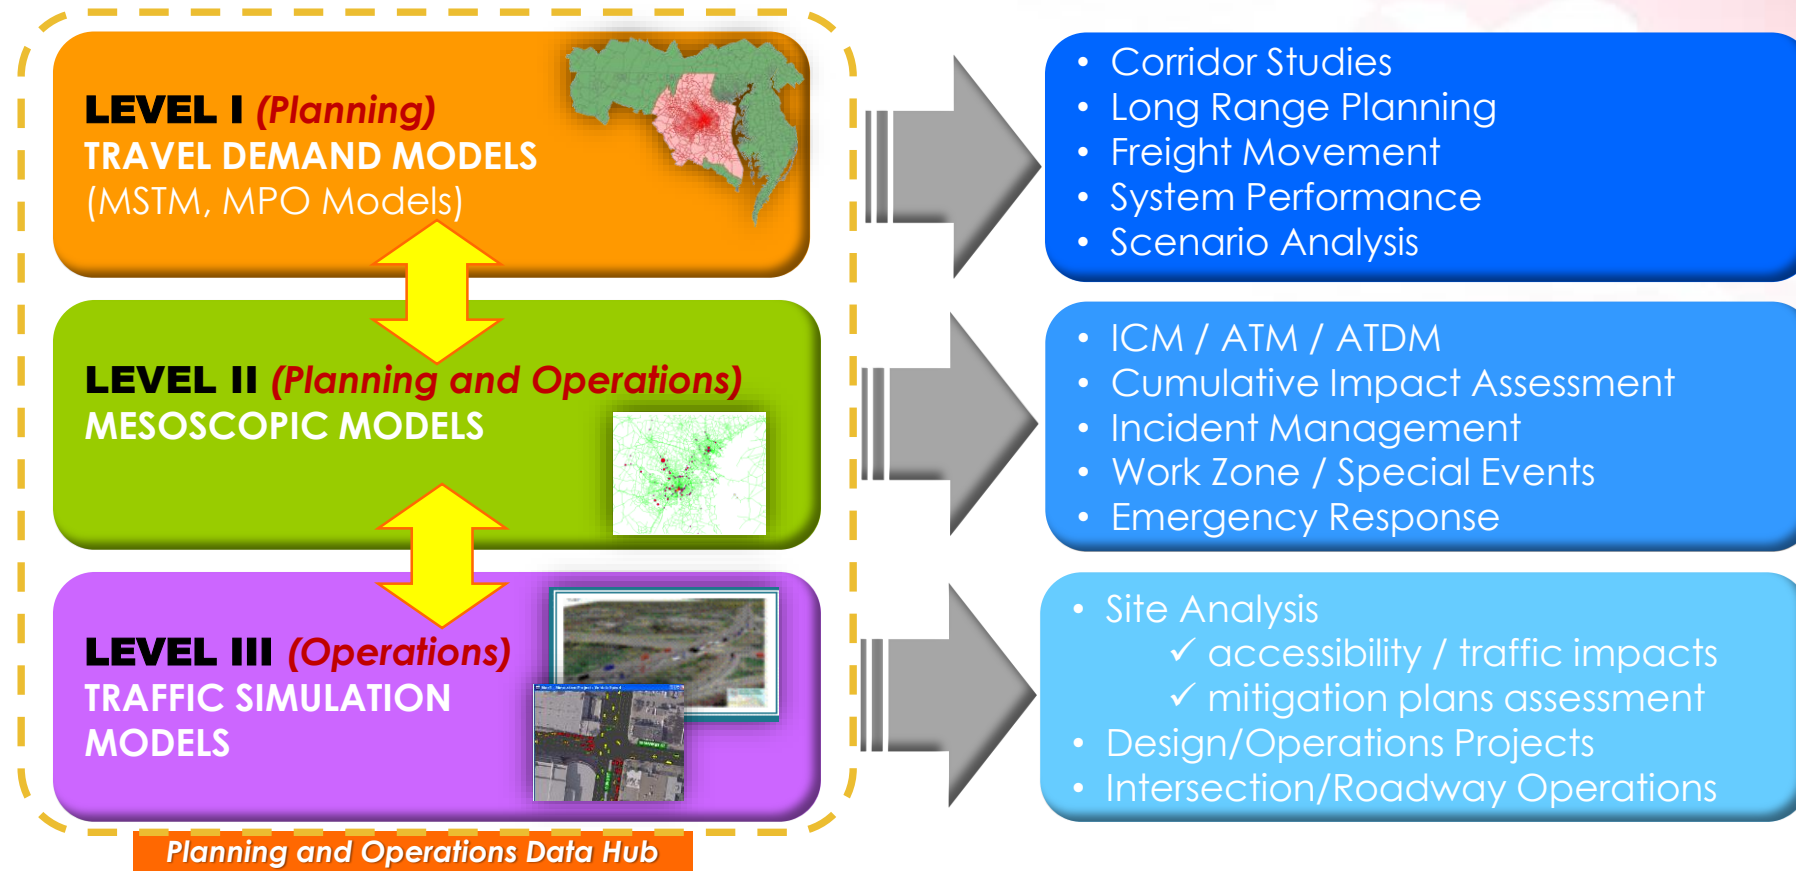 LEVEL I (Planning)
TRAVEL DEMAND MODELS
(MSTM, MPO Models)
• Corridor Studies
• Long Range Planning
• Freight Movement
• System Performance
• Scenario Analysis
LEVEL II (Planning and Operations)
MESOSCOPIC MODELS
• ICM / ATM / ATDM
• Cumulative Impact Assessment
• Incident Management
• Work Zone / Special Events
• Emergency Response
LEVEL III (Operations)
TRAFFIC SIMULATION
MODELS
• Site Analysis
✓ accessibility / traffic impacts
✓ mitigation plans assessment
• Design/Operations Projects
• Intersection/Roadway Operations
Planning and Operations Data Hub